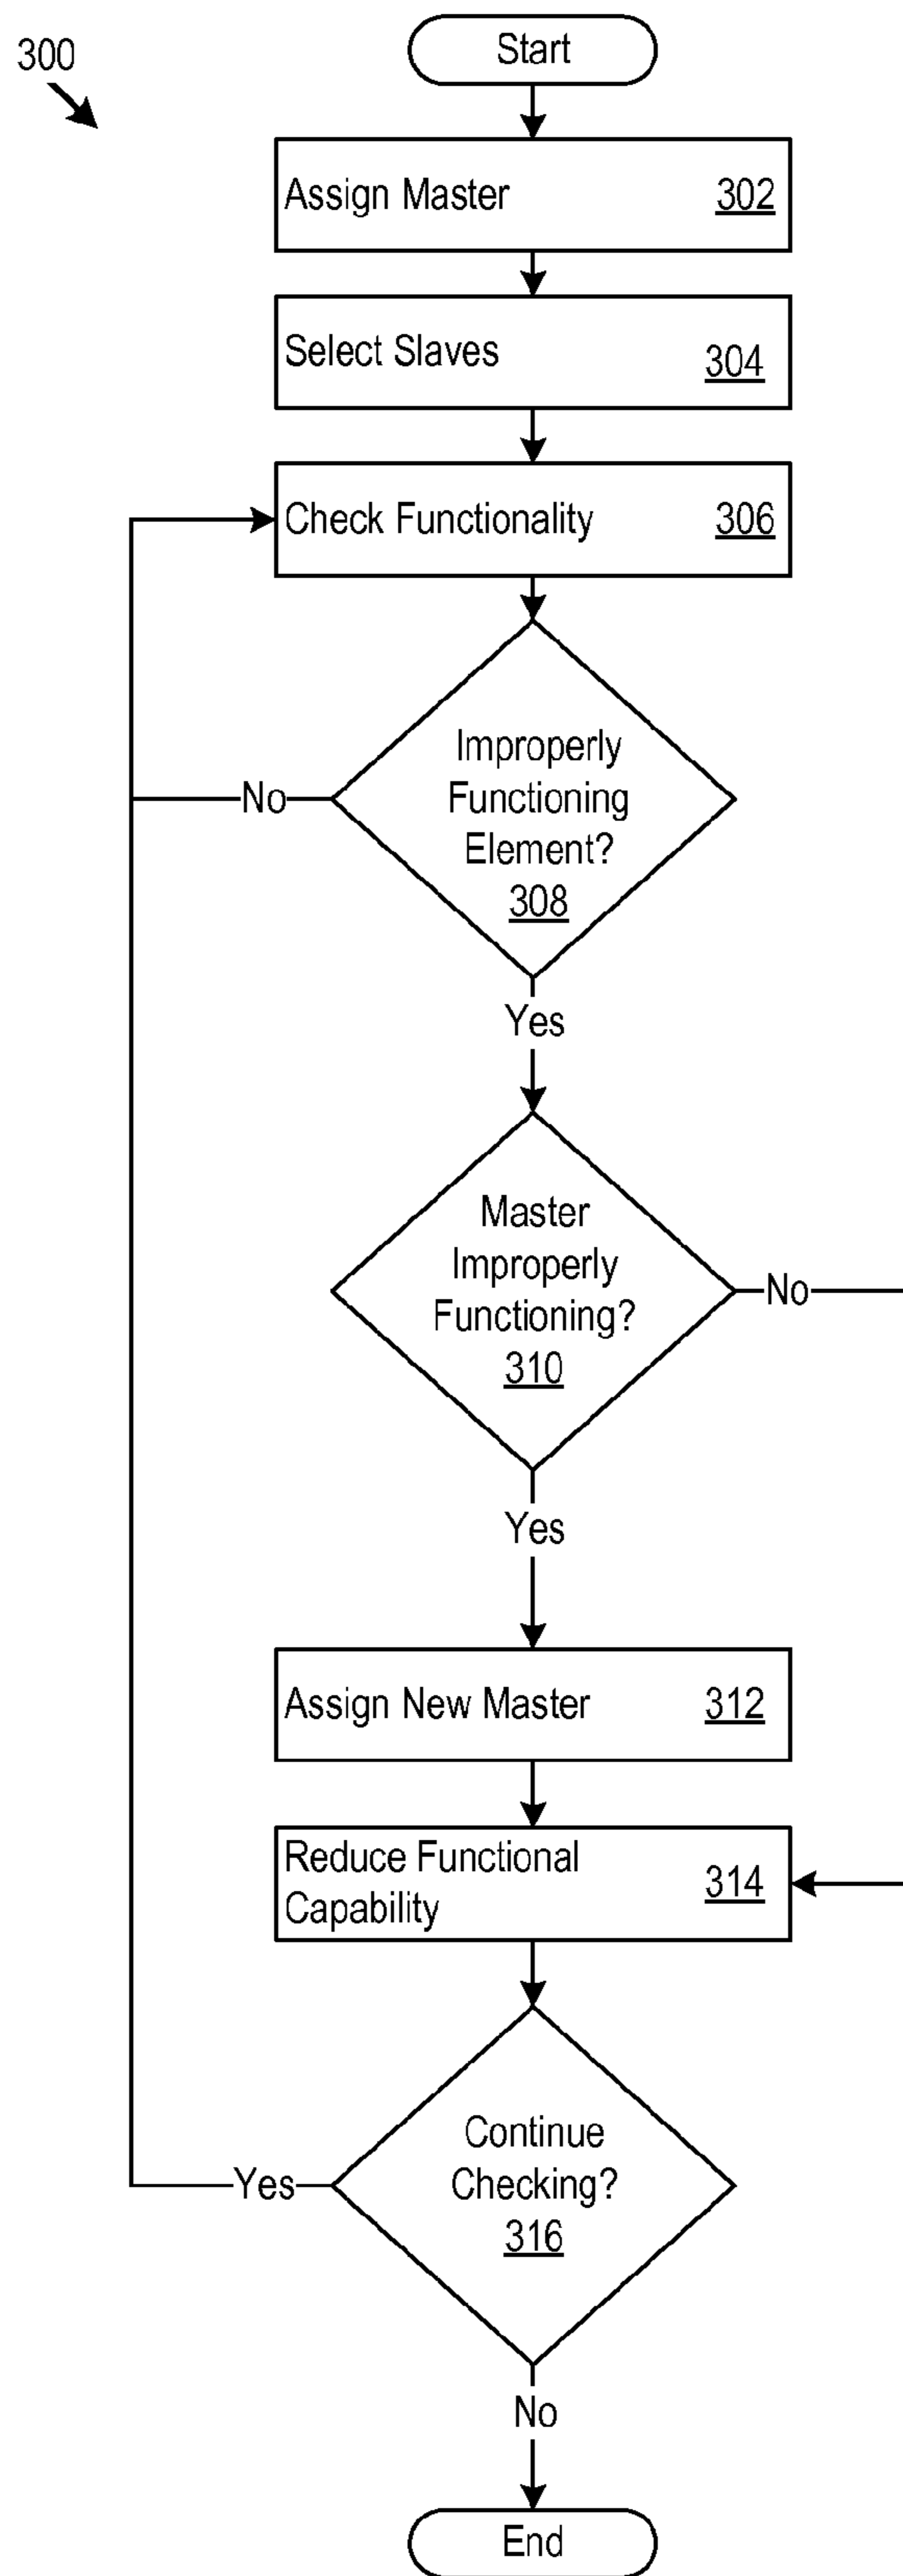 300
Start
Assign Master 302
Select Slaves 304
Check Functionality 306
Improperly
Functioning
Element?
308
No
Yes
Master
Improperly
Functioning?
310
No
Yes
Assign New Master 312
Reduce Functional
Capability
314
Continue
Checking?
316
Yes
No
End